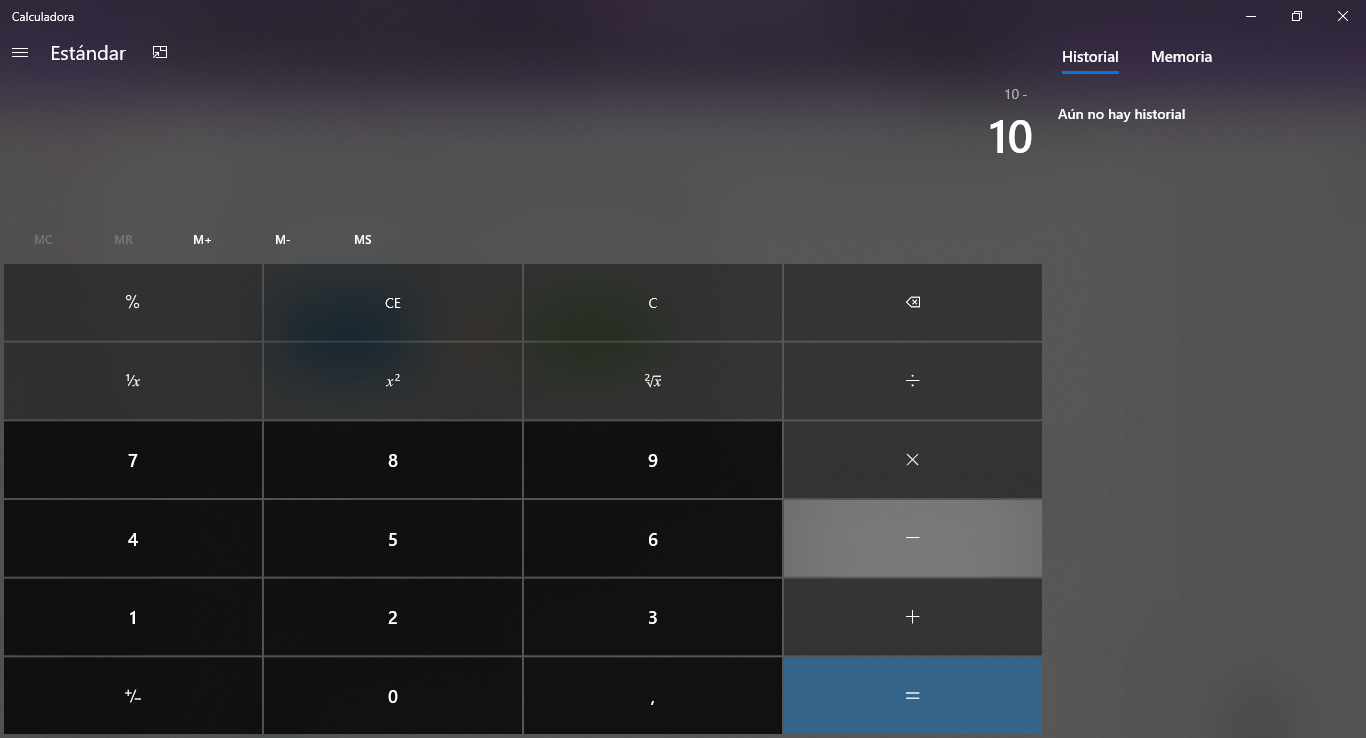 Calculadora
Estándar
Historial Memoria
10 -
10
Aún no hay historial
MC MR M+ M- MS
% CE C
¹/x x² ²√x ÷
7 8 9 ×
4 5 6 −
1 2 3 +
+/− 0 , =